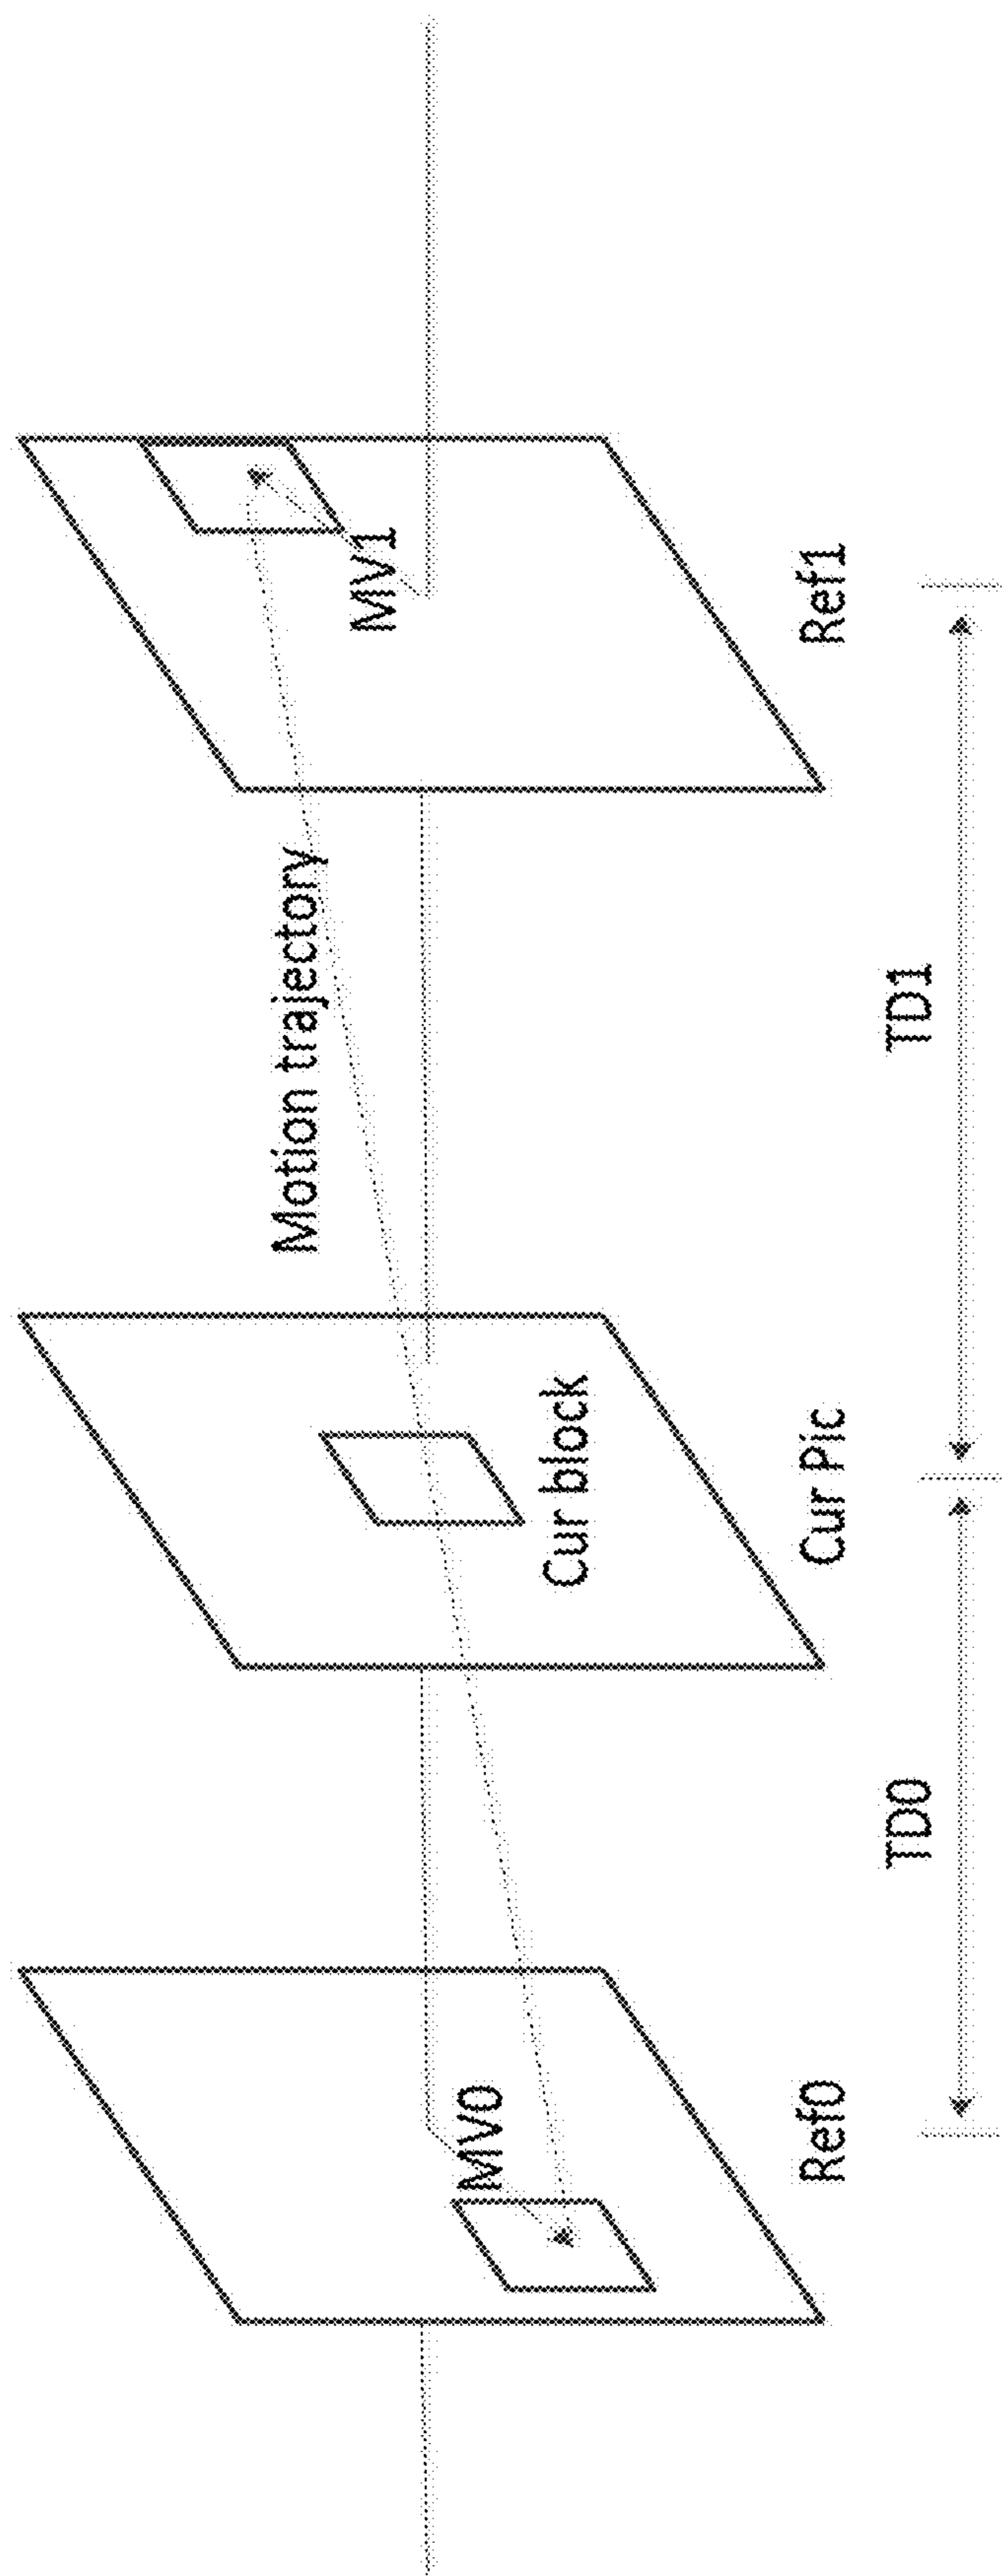 Motion trajectory
MV1
MV0
Cur block
Ref0
Cur Pic
Ref1
TD0
TD1